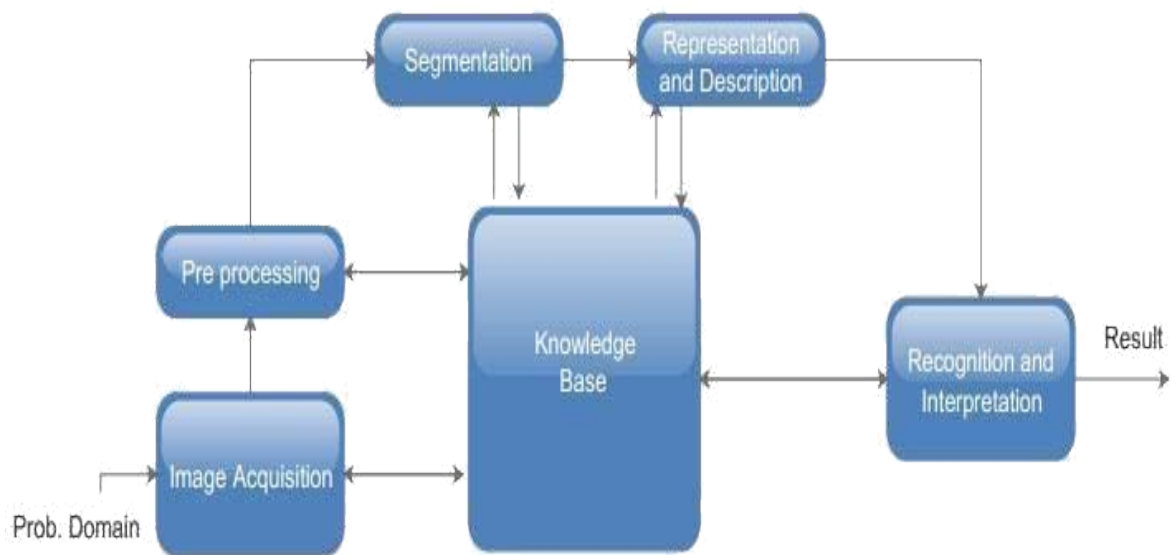 Segmentation
Representation
and Description
Pre processing
Knowledge
Base
Result
Recognition and
Interpretation
Image Acquisition
Prob. Domain